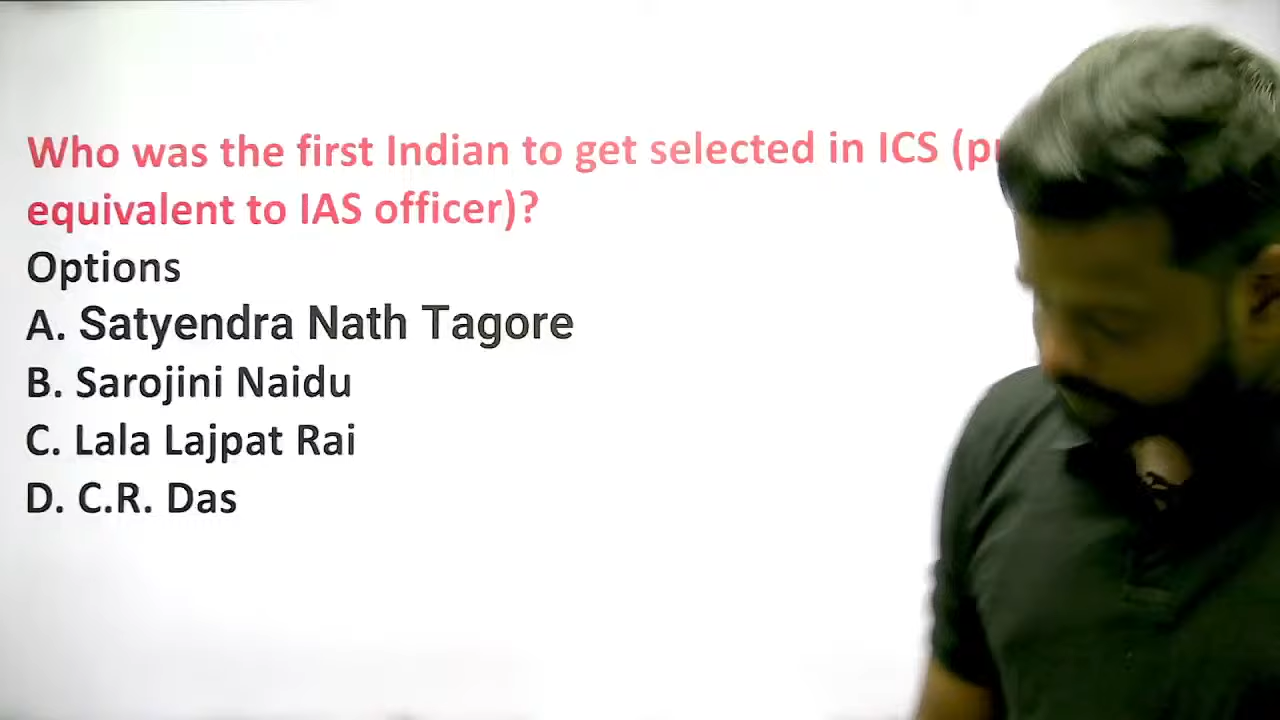 Who was the first Indian to get selected in ICS
equivalent to IAS officer)?
Options
A. Satyendra Nath Tagore
B. Sarojini Naidu
C. Lala Lajpat Rai
D. C.R. Das